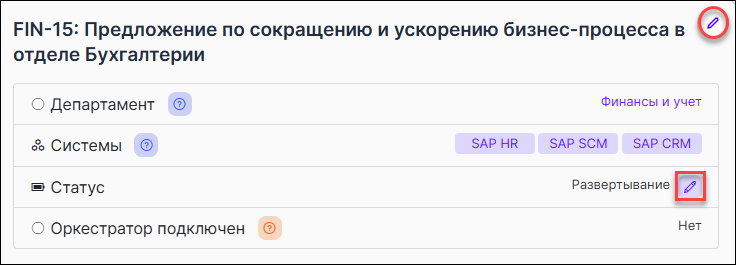 FIN-15: Предложение по сокращению и ускорению бизнес-процесса в
отделе Бухгалтерии
Департамент ? Финансы и учет
Системы ? SAP HR SAP SCM SAP CRM
Статус Развертывание
Оркестратор подключен ? Нет